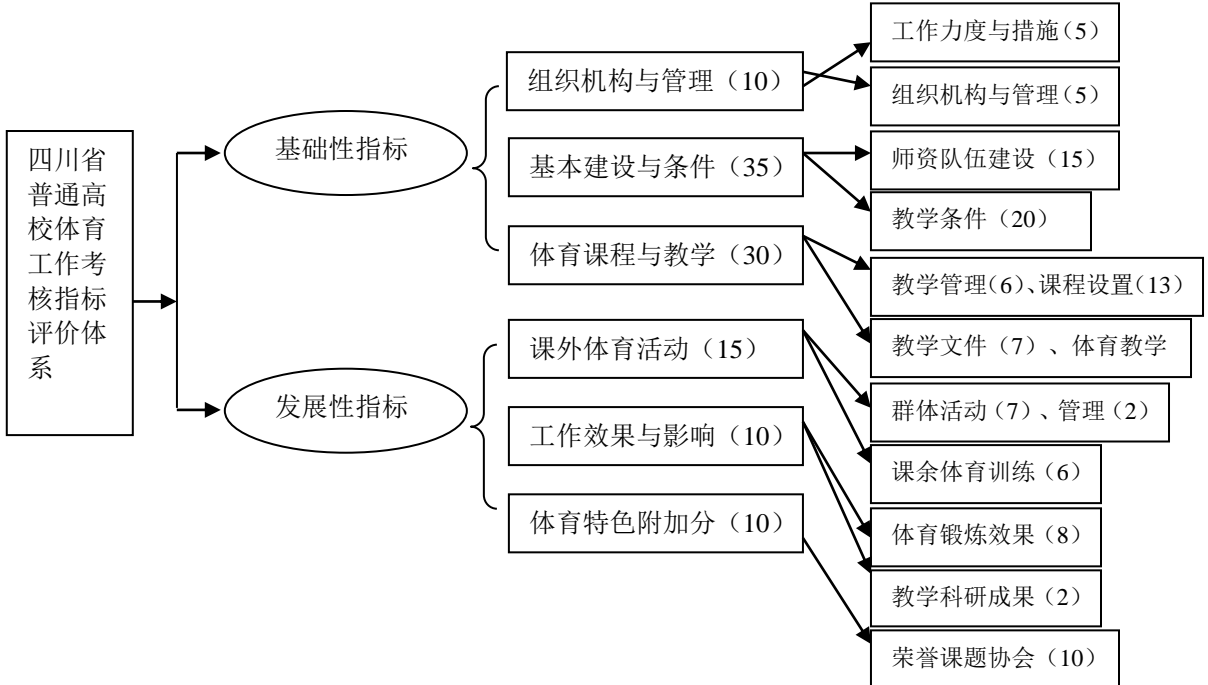 四川省
普通高
校体育
工作考
核指标
评价体
系
基础性指标
发展性指标
组织机构与管理（10）
基本建设与条件（35）
体育课程与教学（30）
课外体育活动（15）
工作效果与影响（10）
体育特色附加分（10）
工作力度与措施（5）
组织机构与管理（5）
师资队伍建设（15）
教学条件（20）
教学管理(6)、课程设置(13)
教学文件（7）、体育教学
群体活动（7）、管理（2）
课余体育训练（6）
体育锻炼效果（8）
教学科研成果（2）
荣誉课题协会（10）